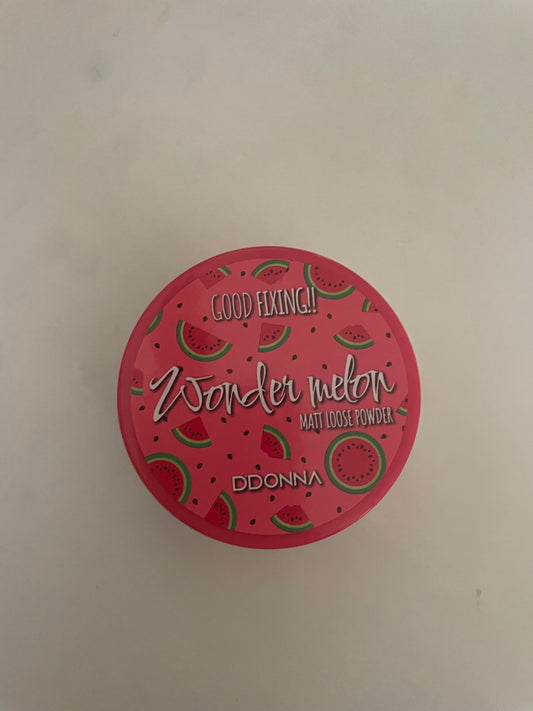 GOOD FIXING!!
Wonder melon
MATT LOOSE POWDER
DDONNA